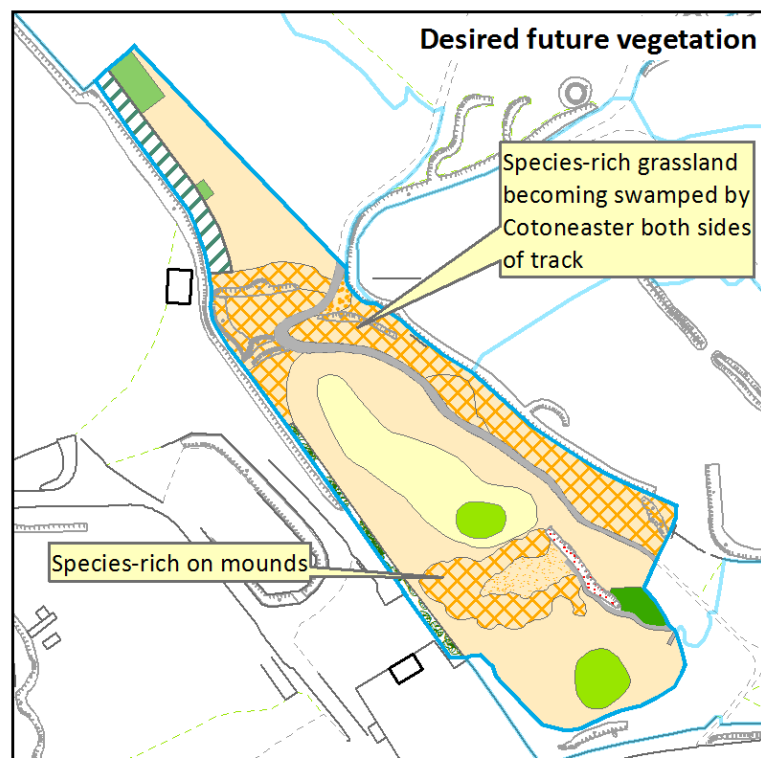 Desired future vegetation
Species-rich grassland
becoming swamped by
Cotoneaster both sides
of track
Species-rich on mounds